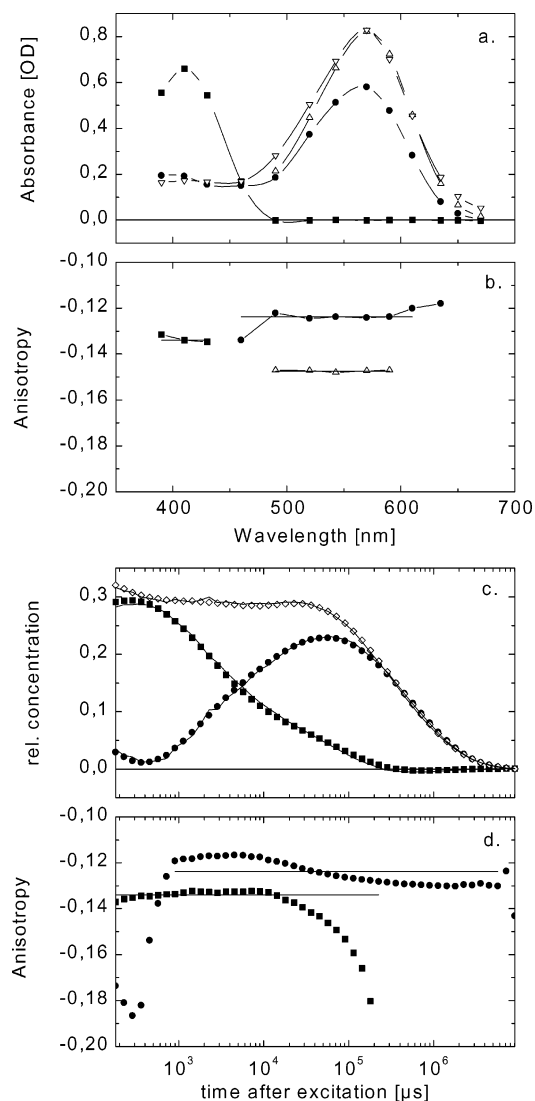 0,8
a.
0,6
0,4
0,2
0,0
Absorbance [OD]
-0,10
b.
-0,12
-0,14
-0,16
-0,18
-0,20
Anisotropy
400
500
600
700
Wavelength [nm]
0,3
c.
0,2
0,1
0,0
rel. concentration
-0,10
d.
-0,12
-0,14
-0,16
-0,18
-0,20
Anisotropy
10³
10⁴
10⁵
10⁶
time after excitation [µs]